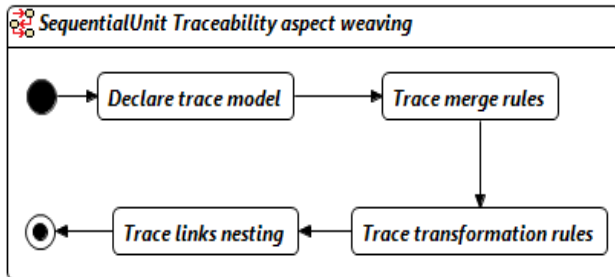 SequentialUnit Traceability aspect weaving
Declare trace model
Trace merge rules
Trace links nesting
Trace transformation rules